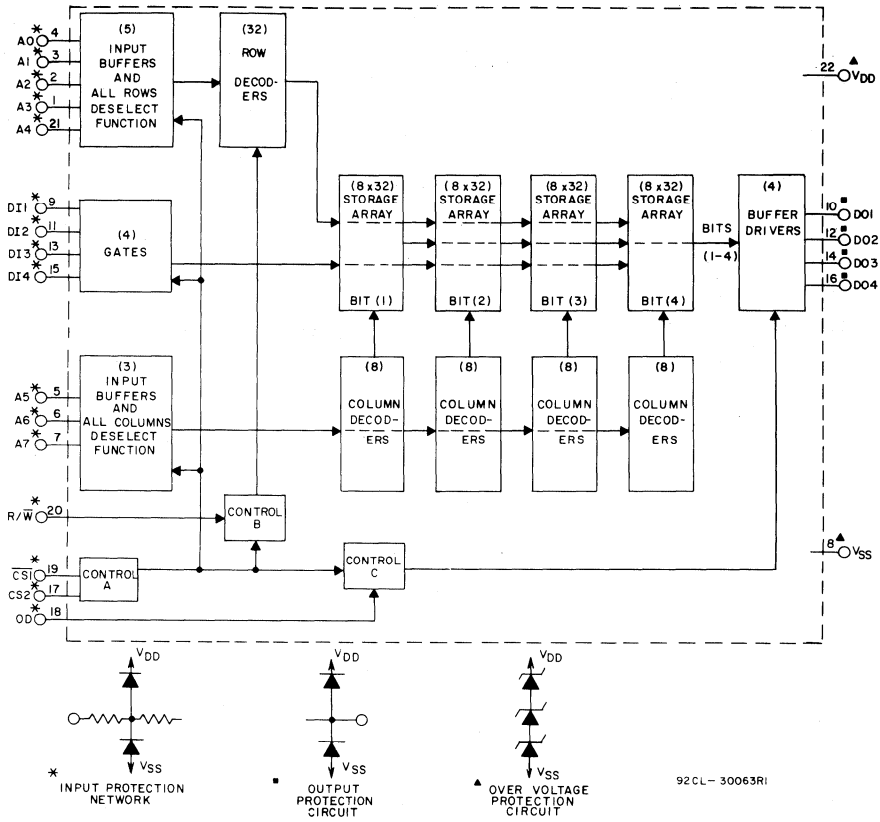 * A0 4
* A1 3
* A2 2
* A3 1
* A4 21
(5)
INPUT
BUFFERS
AND
ALL ROWS
DESELECT
FUNCTION
(32)
ROW
DECOD-
ERS
22 ▲ VDD
* DI1 9
* DI2 11
* DI3 13
* DI4 15
(4)
GATES
(8 x 32)
STORAGE
ARRAY
BIT (1)
(8 x 32)
STORAGE
ARRAY
BIT (2)
(8 x 32)
STORAGE
ARRAY
BIT (3)
(8 x 32)
STORAGE
ARRAY
BIT (4)
BITS
(1-4)
(4)
BUFFER
DRIVERS
10 ■ DO1
12 ■ DO2
14 ■ DO3
16 ■ DO4
* A5 5
* A6 6
* A7 7
(3)
INPUT
BUFFERS
AND
ALL COLUMNS
DESELECT
FUNCTION
(8)
COLUMN
DECOD-
ERS
(8)
COLUMN
DECOD-
ERS
(8)
COLUMN
DECOD-
ERS
(8)
COLUMN
DECOD-
ERS
* R/W̅ 20
CONTROL
B
8 ▲ VSS
* C̅S̅1̅ 19
* CS2 17
* OD 18
CONTROL
A
CONTROL
C
VDD
VSS
* INPUT PROTECTION
NETWORK
VDD
VSS
■ OUTPUT
PROTECTION
CIRCUIT
VDD
VSS
▲ OVER VOLTAGE
PROTECTION
CIRCUIT
92CL-30063R1